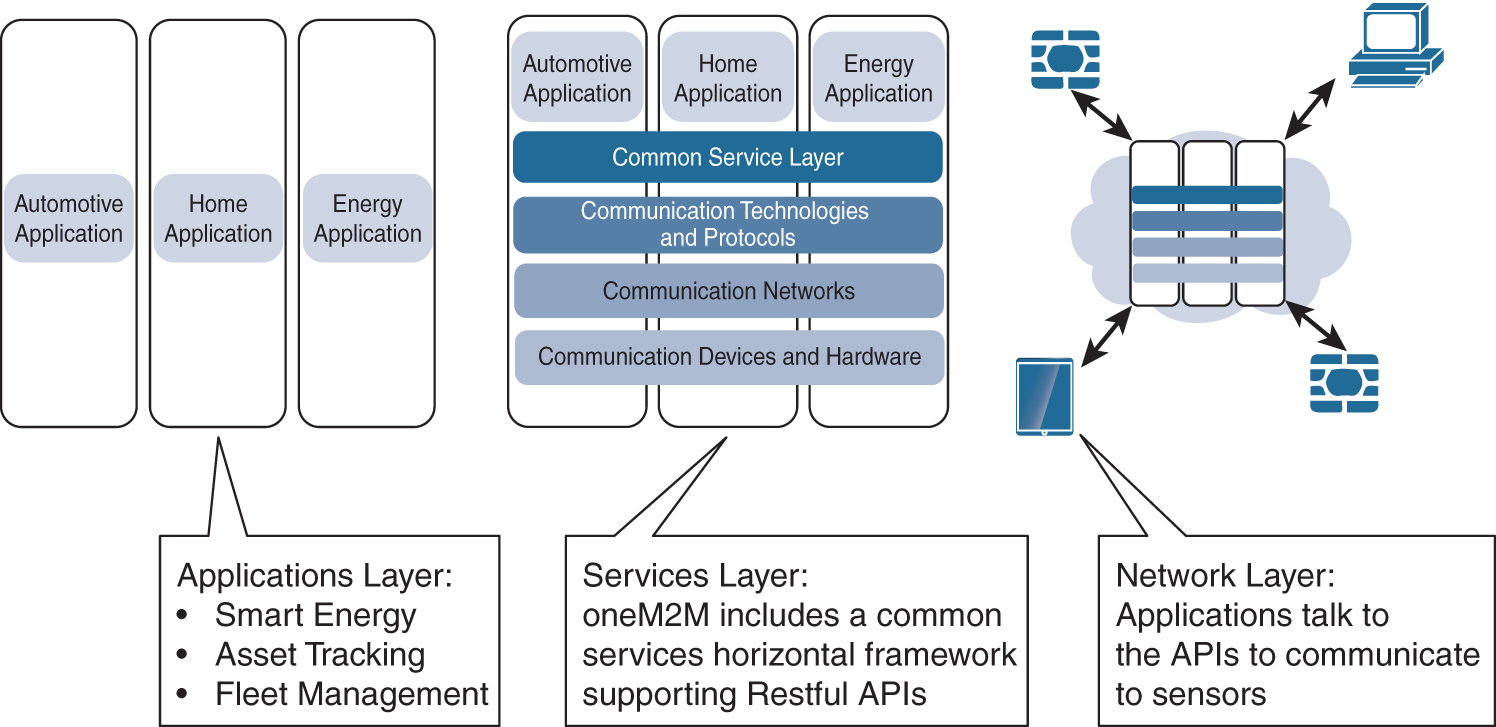 Automotive
Application
Home
Application
Energy
Application
Automotive
Application
Home
Application
Energy
Application
Common Service Layer
Communication Technologies
and Protocols
Communication Networks
Communication Devices and Hardware
Applications Layer:
• Smart Energy
• Asset Tracking
• Fleet Management
Services Layer:
oneM2M includes a common
services horizontal framework
supporting Restful APIs
Network Layer:
Applications talk to
the APIs to communicate
to sensors